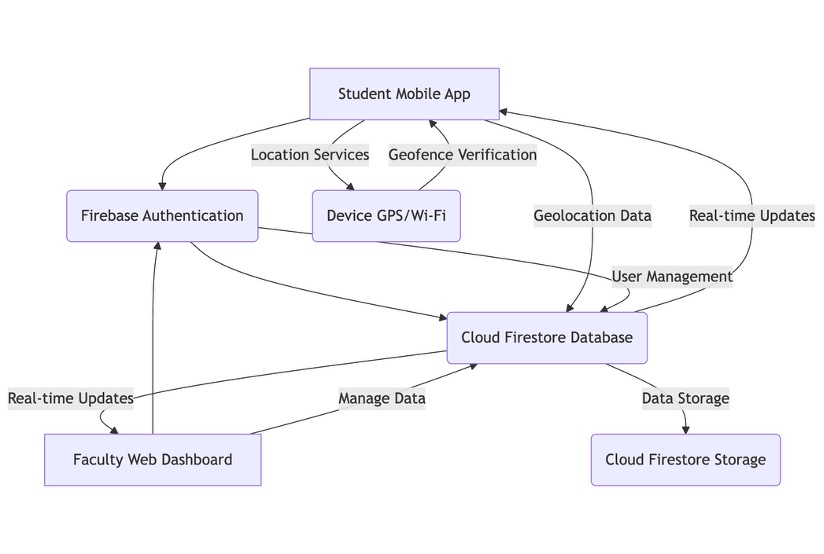 Student Mobile App
Location Services
Geofence Verification
Firebase Authentication
Device GPS/Wi-Fi
Geolocation Data
Real-time Updates
User Management
Cloud Firestore Database
Real-time Updates
Manage Data
Data Storage
Faculty Web Dashboard
Cloud Firestore Storage